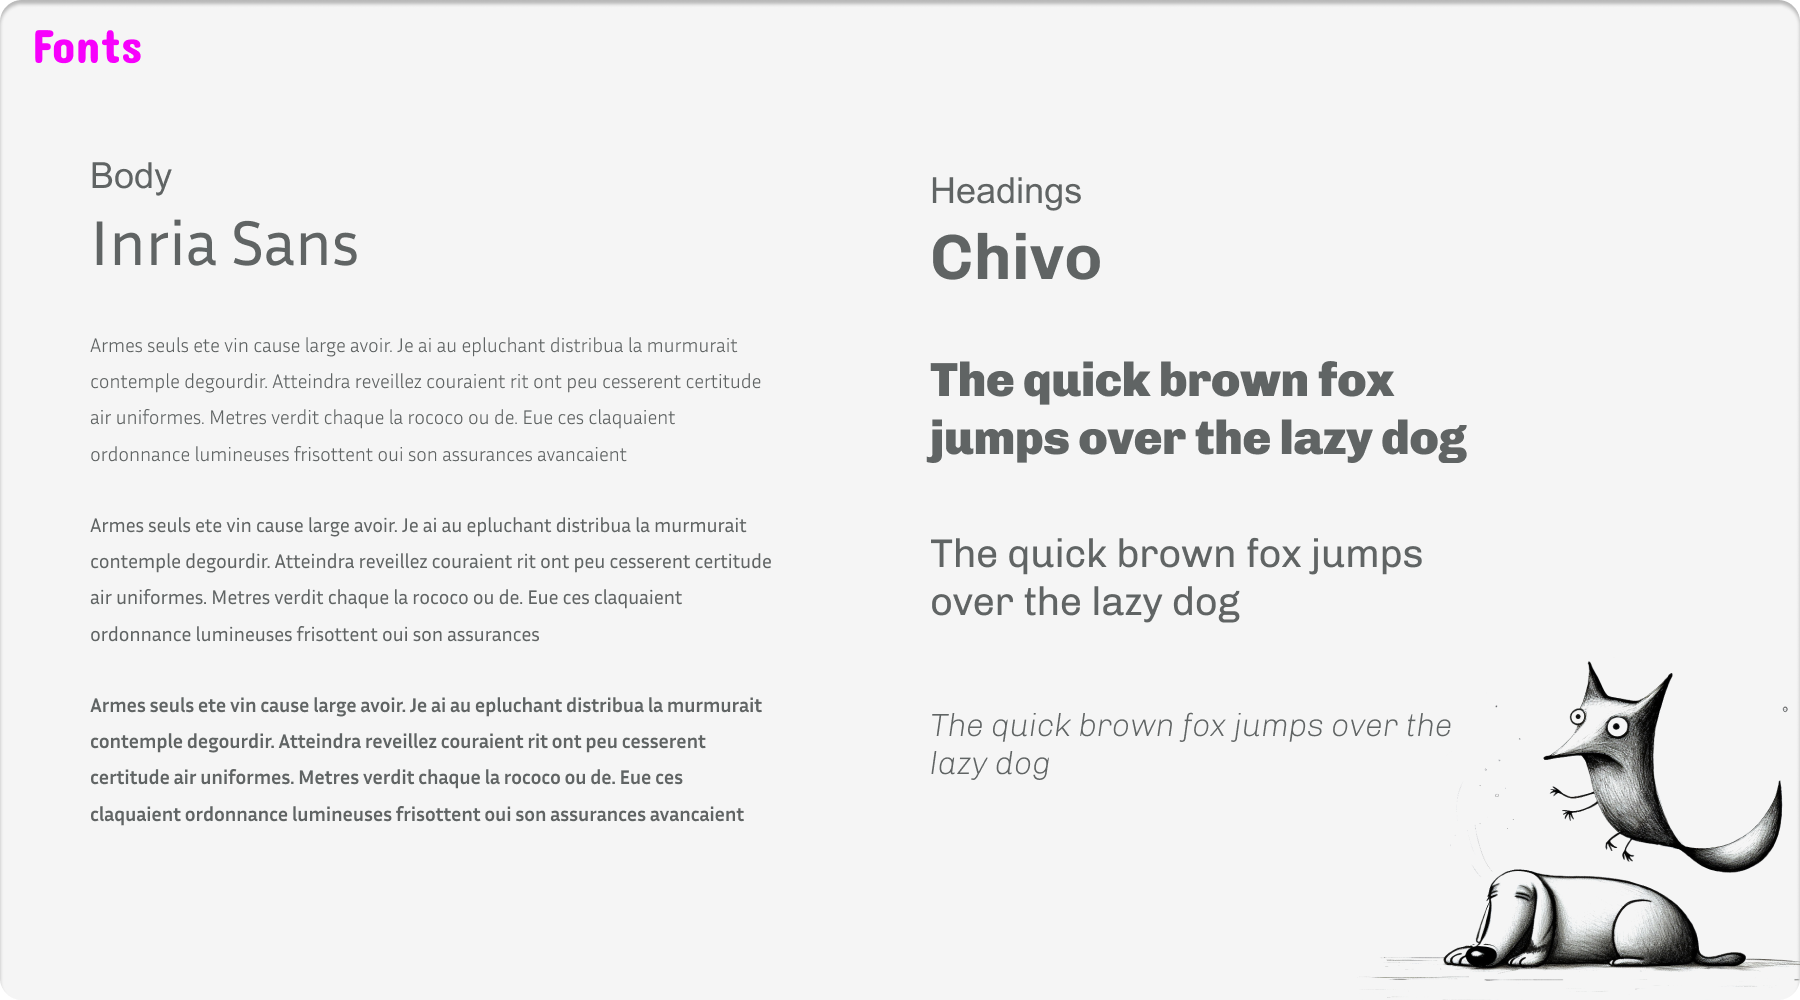 Fonts
Body
Inria Sans
Armes seuls ete vin cause large avoir. Je ai au epluchant distribua la murmurait
contemple degourdir. Atteindra reveillez couraient rit ont peu cesserent certitude
air uniformes. Metres verdit chaque la rococo ou de. Eue ces claquaient
ordonnance lumineuses frisottent oui son assurances avancaient
Armes seuls ete vin cause large avoir. Je ai au epluchant distribua la murmurait
contemple degourdir. Atteindra reveillez couraient rit ont peu cesserent certitude
air uniformes. Metres verdit chaque la rococo ou de. Eue ces claquaient
ordonnance lumineuses frisottent oui son assurances
Armes seuls ete vin cause large avoir. Je ai au epluchant distribua la murmurait
contemple degourdir. Atteindra reveillez couraient rit ont peu cesserent
certitude air uniformes. Metres verdit chaque la rococo ou de. Eue ces
claquaient ordonnance lumineuses frisottent oui son assurances avancaient
Headings
Chivo
The quick brown fox
jumps over the lazy dog
The quick brown fox jumps
over the lazy dog
The quick brown fox jumps over the
lazy dog